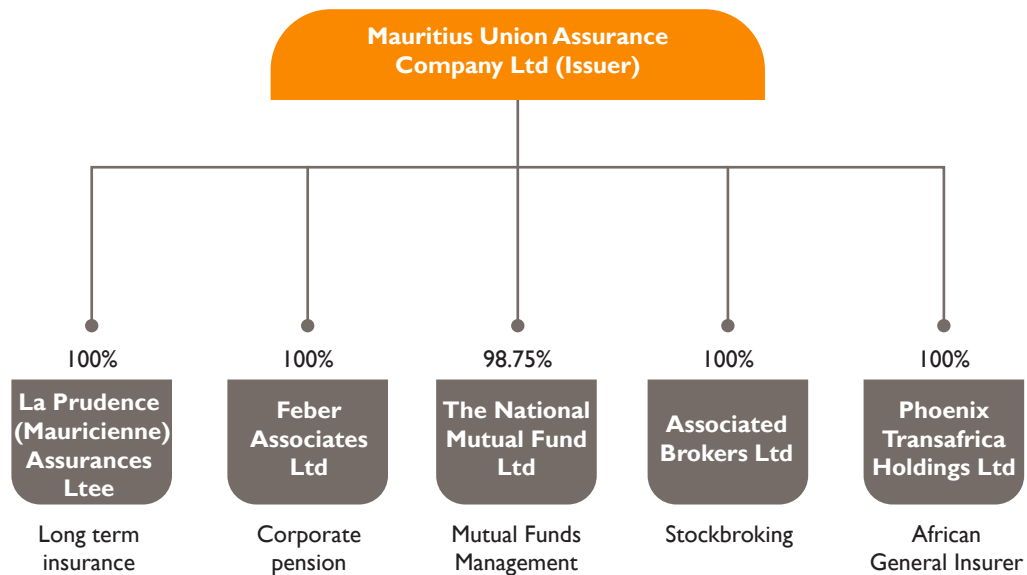 Mauritius Union Assurance
Company Ltd (Issuer)
100%
100%
98.75%
100%
100%
La Prudence
(Mauricienne)
Assurances
Ltee
Feber
Associates
Ltd
The National
Mutual Fund
Ltd
Associated
Brokers Ltd
Phoenix
Transafrica
Holdings Ltd
Long term
insurance
Corporate
pension
Mutual Funds
Management
Stockbroking
African
General Insurer